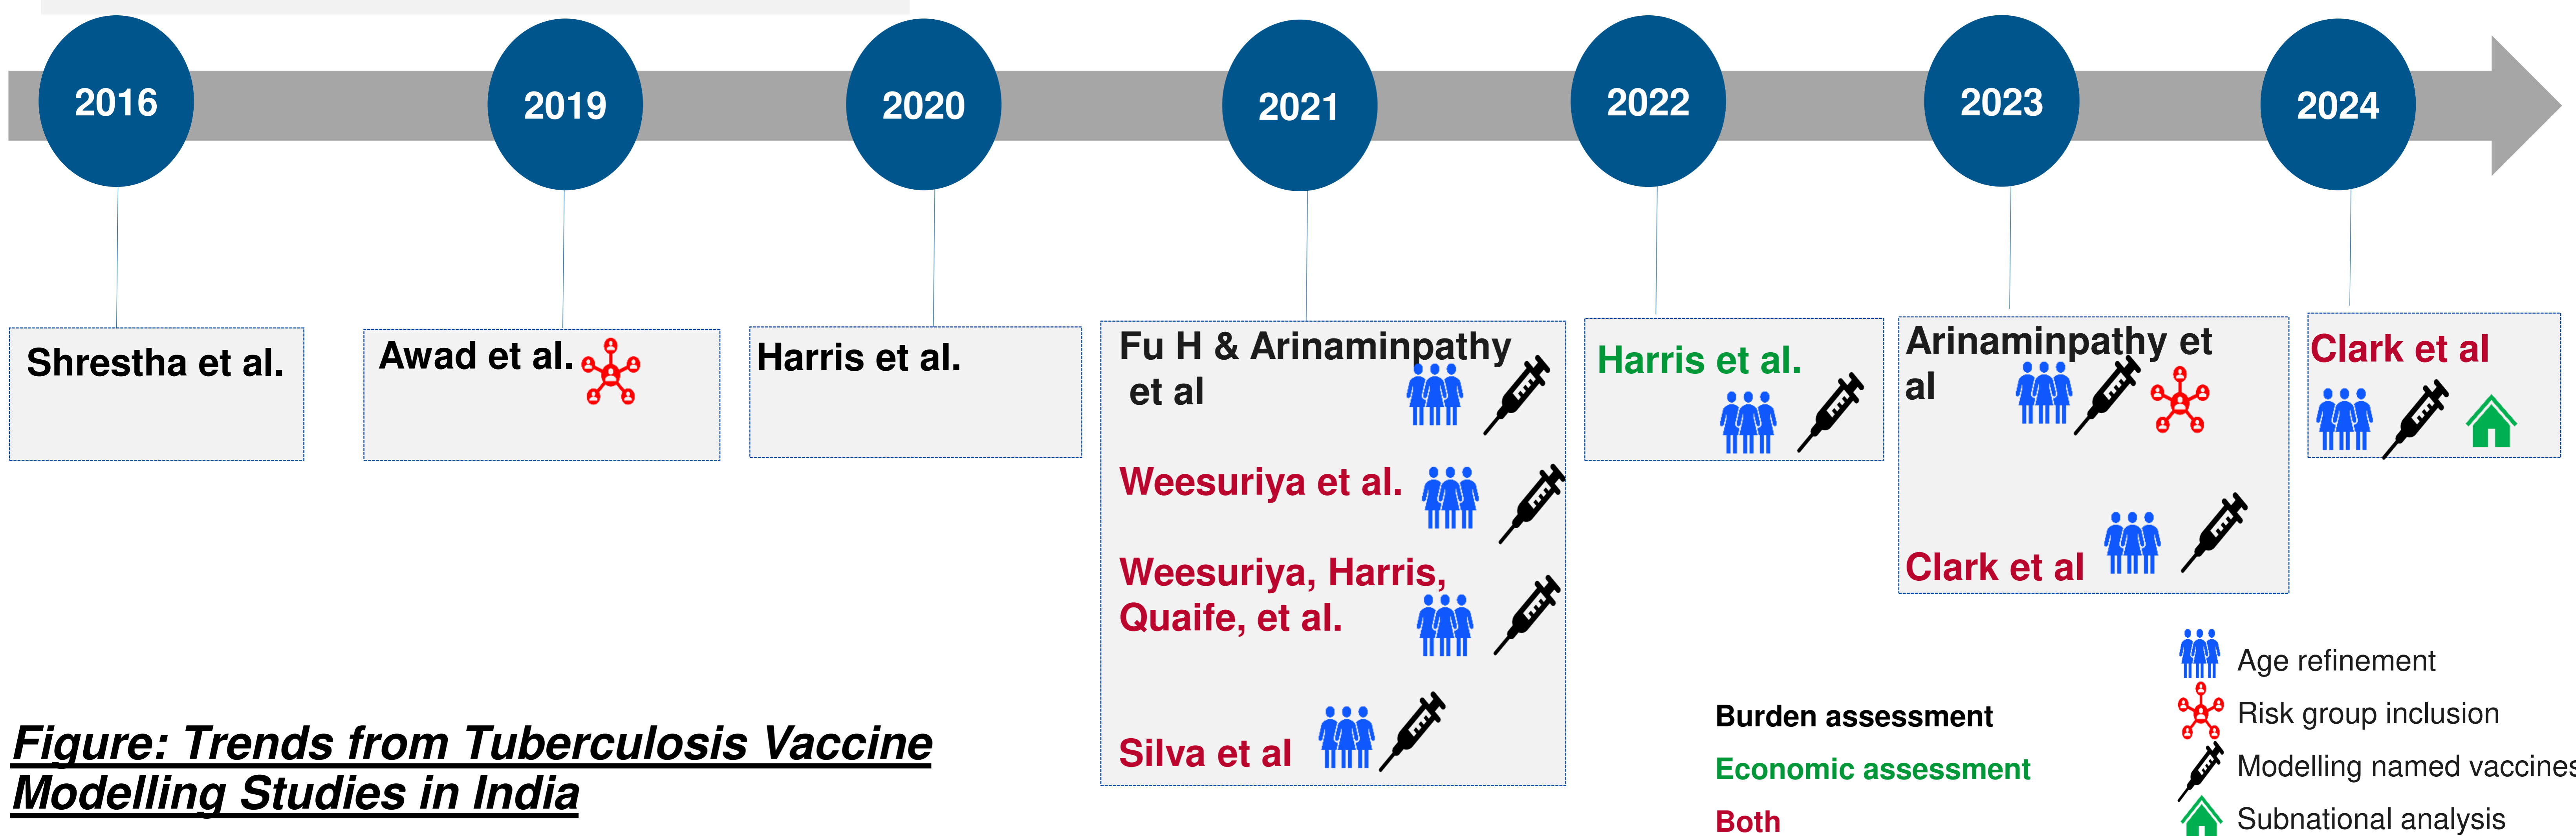 2016
2019
2020
2021
2022
2023
2024
Shrestha et al.
Awad et al.
Harris et al.
Fu H & Arinaminpathy
et al
Weesuriya et al.
Weesuriya, Harris,
Quaife, et al.
Silva et al
Harris et al.
Arinaminpathy et
al
Clark et al
Clark et al
Burden assessment
Economic assessment
Both
Age refinement
Risk group inclusion
Modelling named vaccines
Subnational analysis
Figure: Trends from Tuberculosis Vaccine
Modelling Studies in India